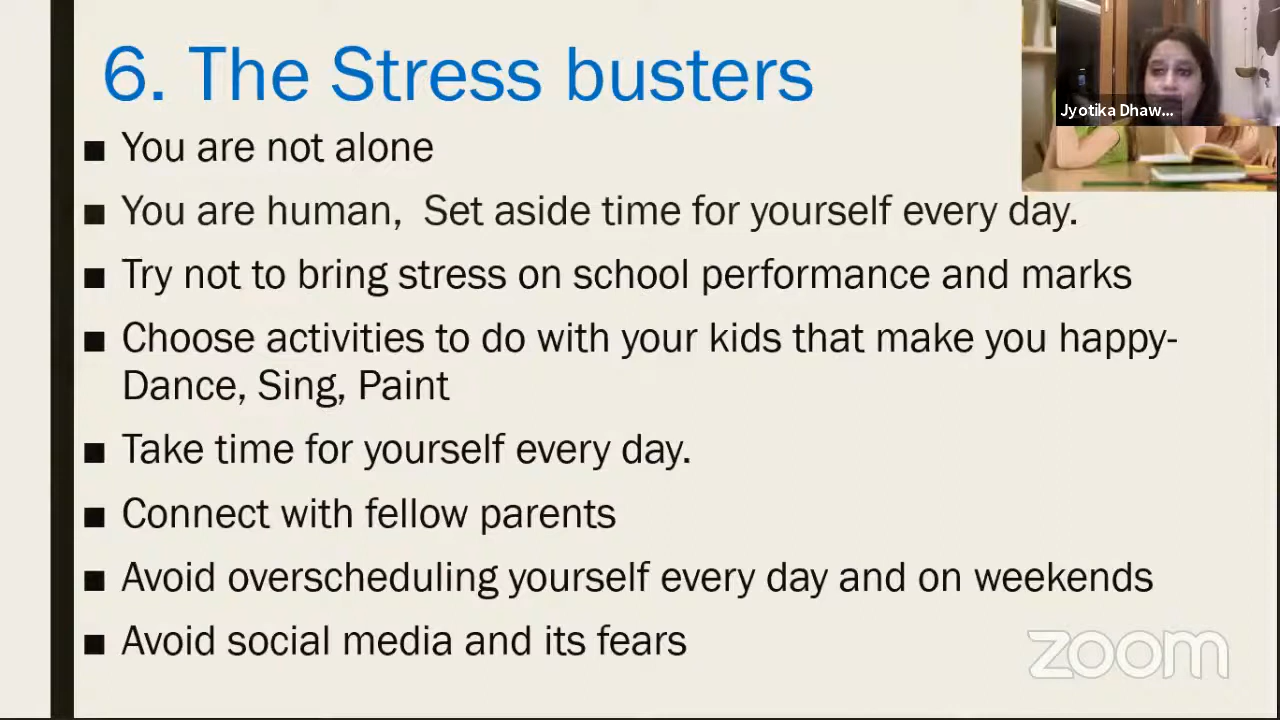 6. The Stress busters
Jyotika Dhaw...
■ You are not alone
■ You are human,  Set aside time for yourself every day.
■ Try not to bring stress on school performance and marks
■ Choose activities to do with your kids that make you happy-
Dance, Sing, Paint
■ Take time for yourself every day.
■ Connect with fellow parents
■ Avoid overscheduling yourself every day and on weekends
■ Avoid social media and its fears
zoom